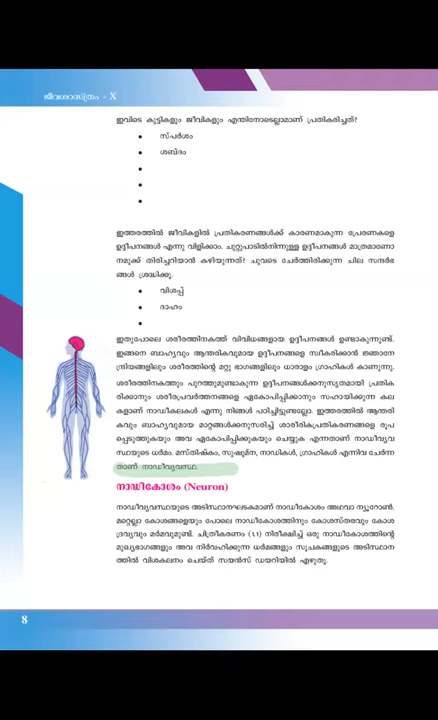 ജീവശാസ്ത്രം – X
ഇവിടെ കുട്ടികളും ജീവികളും എന്തിനോടെല്ലാമാണ് പ്രതികരിച്ചത്?
• സ്പർശം
• ശബ്ദം
•
•
•
ഇത്തരത്തിൽ ജീവികളിൽ പ്രതികരണങ്ങൾക്ക് കാരണമാകുന്ന പ്രേരണകളെ
ഉദ്ദീപനങ്ങൾ എന്നു വിളിക്കാം. ചുറ്റുപാടിൽനിന്നുള്ള ഉദ്ദീപനങ്ങൾ മാത്രമാണോ
നമുക്ക് തിരിച്ചറിയാൻ കഴിയുന്നത്? ചുവടെ ചേർത്തിരിക്കുന്ന ചില സന്ദർഭ
ങ്ങൾ ശ്രദ്ധിക്കൂ.
• വിശപ്പ്
• ദാഹം
•
ഇതുപോലെ ശരീരത്തിനകത്ത് വിവിധങ്ങളായ ഉദ്ദീപനങ്ങൾ ഉണ്ടാകുന്നുണ്ട്.
ഇങ്ങനെ ബാഹ്യവും ആന്തരികവുമായ ഉദ്ദീപനങ്ങളെ സ്വീകരിക്കാൻ ജ്ഞാനേ
ന്ദ്രിയങ്ങളിലും ശരീരത്തിന്റെ മറ്റു ഭാഗങ്ങളിലും ധാരാളം ഗ്രാഹികൾ കാണുന്നു.
ശരീരത്തിനകത്തും പുറത്തുമുണ്ടാകുന്ന ഉദ്ദീപനങ്ങൾക്കനുസൃതമായി പ്രതിക
രിക്കാനും ശരീരപ്രവർത്തനങ്ങളെ ഏകോപിപ്പിക്കാനും സഹായിക്കുന്ന കല
കളാണ് നാഡീകലകൾ എന്നു നിങ്ങൾ പഠിച്ചിട്ടുണ്ടല്ലോ. ഇത്തരത്തിൽ ആന്തരി
കവും ബാഹ്യവുമായ മാറ്റങ്ങൾക്കനുസരിച്ച് ശാരീരികപ്രതികരണങ്ങളെ രൂപ
പ്പെടുത്തുകയും അവ ഏകോപിപ്പിക്കുകയും ചെയ്യുക എന്നതാണ് നാഡീവ്യവ
സ്ഥയുടെ ധർമം. മസ്തിഷ്കം, സുഷുമ്ന, നാഡികൾ, ഗ്രാഹികൾ എന്നിവ ചേർന്ന
താണ് നാഡീവ്യവസ്ഥ.
നാഡീകോശം (Neuron)
നാഡീവ്യവസ്ഥയുടെ അടിസ്ഥാനഘടകമാണ് നാഡീകോശം അഥവാ ന്യൂറോൺ.
മറ്റെല്ലാ കോശങ്ങളെയും പോലെ നാഡീകോശത്തിനും കോശസ്തരവും കോശ
ദ്രവ്യവും മർമവുമുണ്ട്. ചിത്രീകരണം (1.1) നിരീക്ഷിച്ച് ഒരു നാഡീകോശത്തിന്റെ
മുഖ്യഭാഗങ്ങളും അവ നിർവഹിക്കുന്ന ധർമങ്ങളും സൂചകങ്ങളുടെ അടിസ്ഥാന
ത്തിൽ വിശകലനം ചെയ്ത് സയൻസ് ഡയറിയിൽ എഴുതൂ.
8